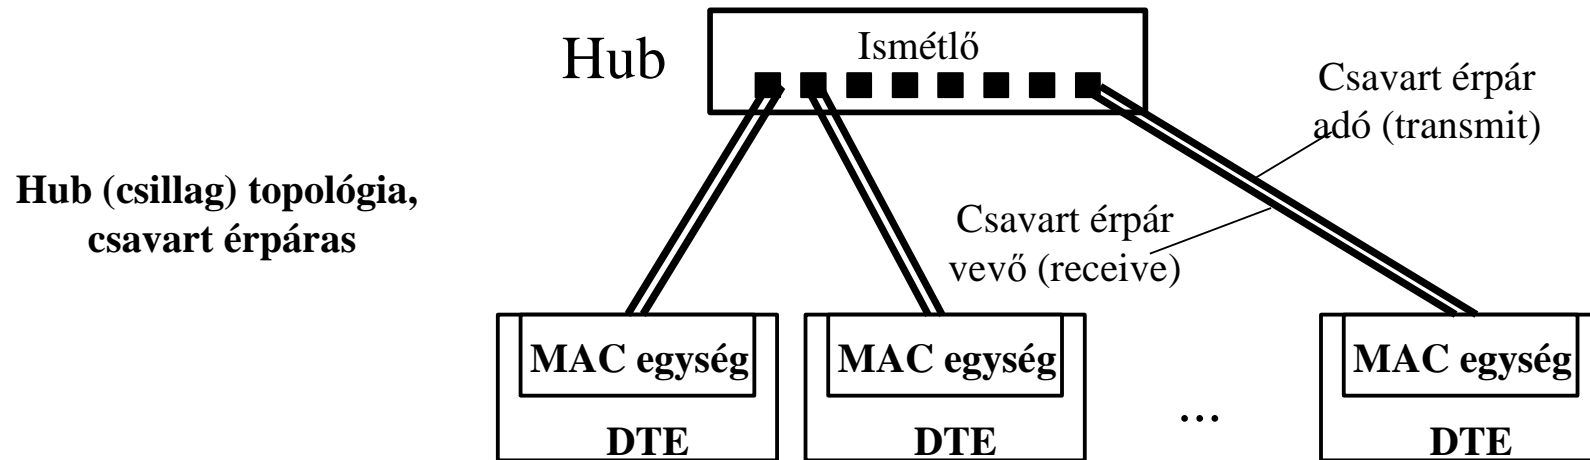 Hub
Ismétlő
Csavart érpár
adó (transmit)
Hub (csillag) topológia,
csavart érpáras
Csavart érpár
vevő (receive)
MAC egység
MAC egység
MAC egység
DTE
DTE
...
DTE